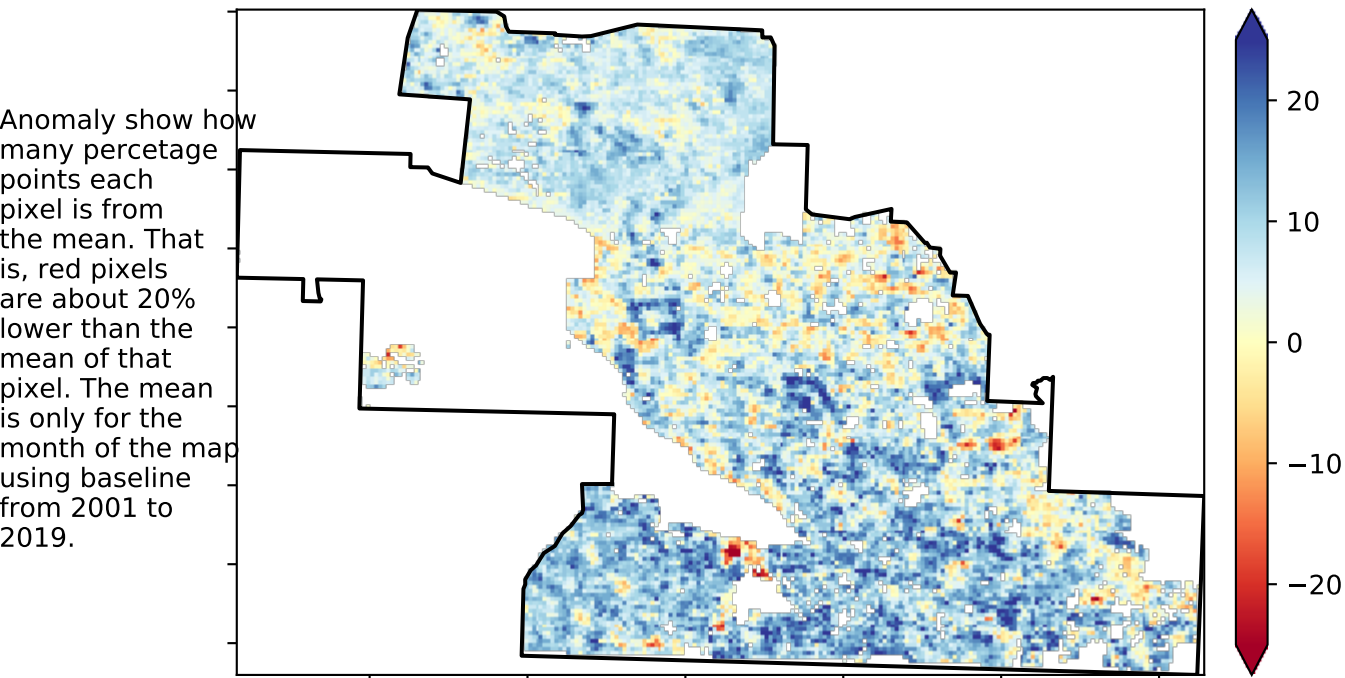 Anomaly show how
many percetage
points each
pixel is from
the mean. That
is, red pixels
are about 20%
lower than the
mean of that
pixel. The mean
is only for the
month of the map
using baseline
from 2001 to
2019.
20
10
0
−10
−20